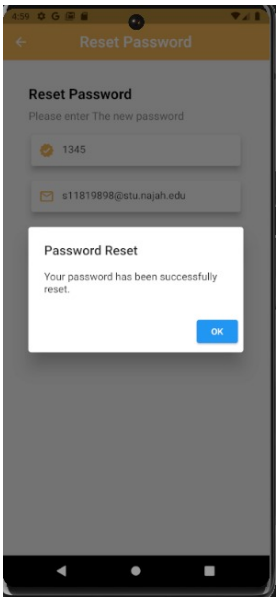 4:59
Reset Password
Reset Password
Please enter The new password
1345
s11819898@stu.najah.edu
Password Reset
Your password has been successfully
reset.
OK